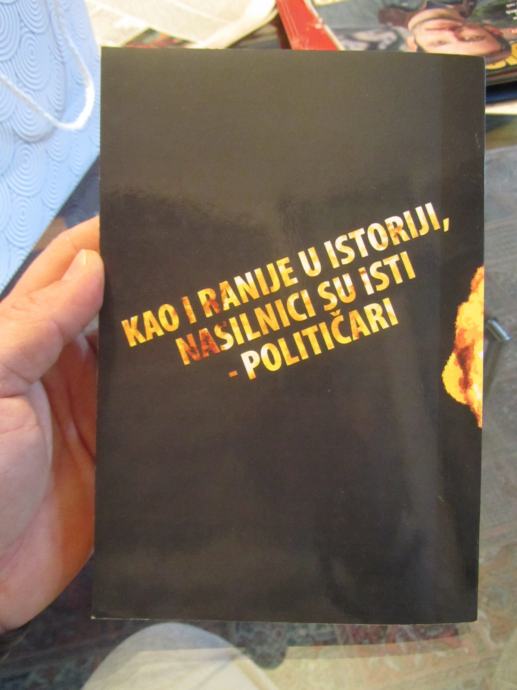 KAO I RANIJE U ISTORIJI,
NASILNICI SU iSTI
- POLITIČARI